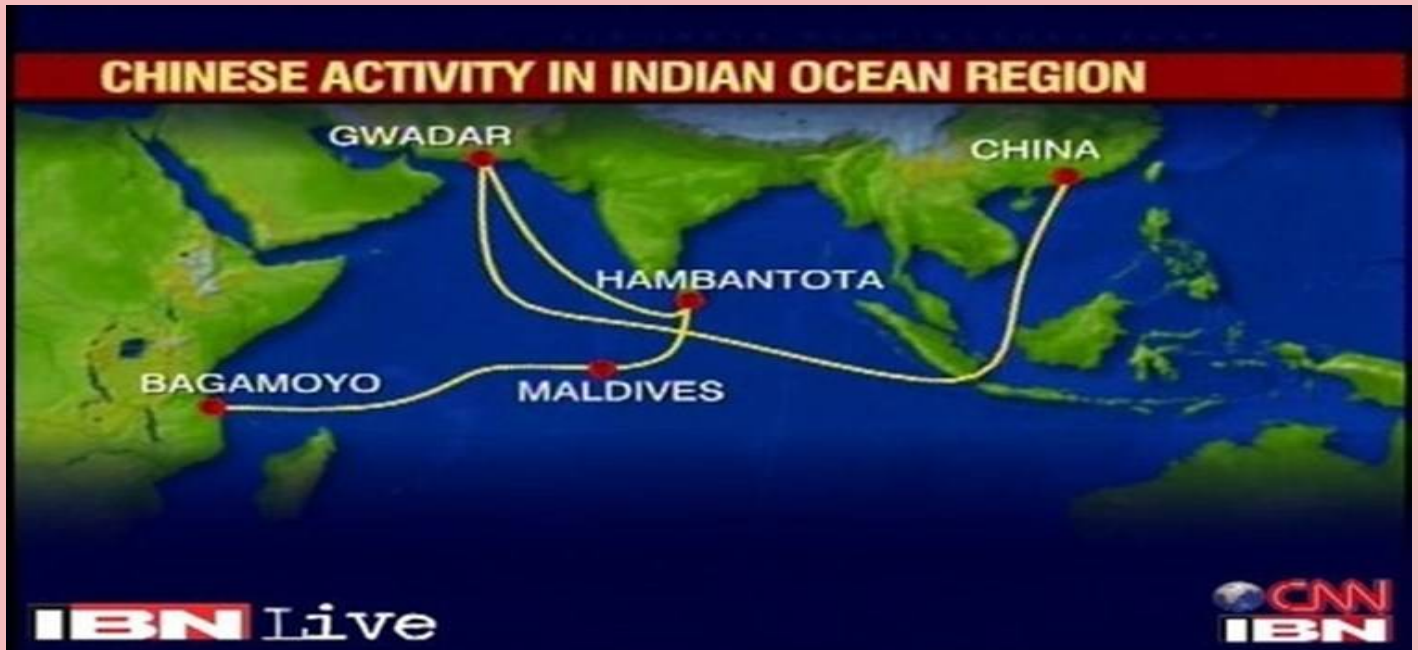 CHINESE ACTIVITY IN INDIAN OCEAN REGION
GWADAR
CHINA
HAMBANTOTA
BAGAMOYO
MALDIVES
IBN Live
CNN
IBN